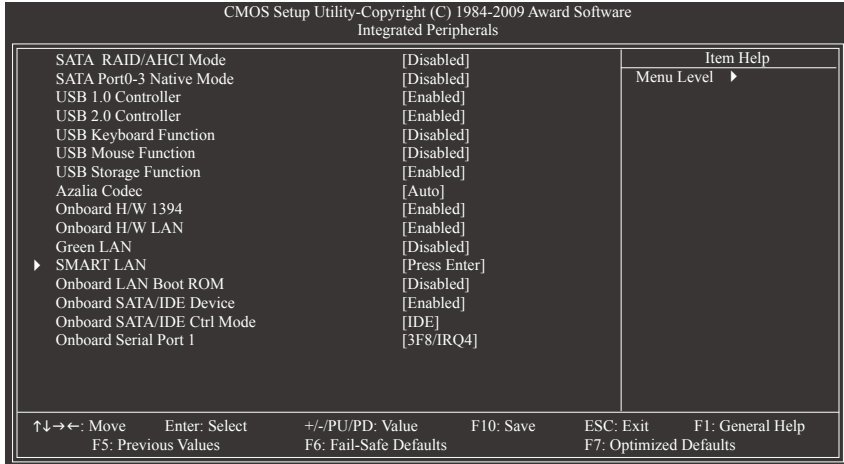 CMOS Setup Utility-Copyright (C) 1984-2009 Award Software
Integrated Peripherals
SATA RAID/AHCI Mode [Disabled]
SATA Port0-3 Native Mode [Disabled]
USB 1.0 Controller [Enabled]
USB 2.0 Controller [Enabled]
USB Keyboard Function [Disabled]
USB Mouse Function [Disabled]
USB Storage Function [Enabled]
Azalia Codec [Auto]
Onboard H/W 1394 [Enabled]
Onboard H/W LAN [Enabled]
Green LAN [Disabled]
▶ SMART LAN [Press Enter]
Onboard LAN Boot ROM [Disabled]
Onboard SATA/IDE Device [Enabled]
Onboard SATA/IDE Ctrl Mode [IDE]
Onboard Serial Port 1 [3F8/IRQ4]
Item Help
Menu Level ▶
↑↓→←: Move Enter: Select +/-/PU/PD: Value F10: Save ESC: Exit F1: General Help
F5: Previous Values F6: Fail-Safe Defaults F7: Optimized Defaults